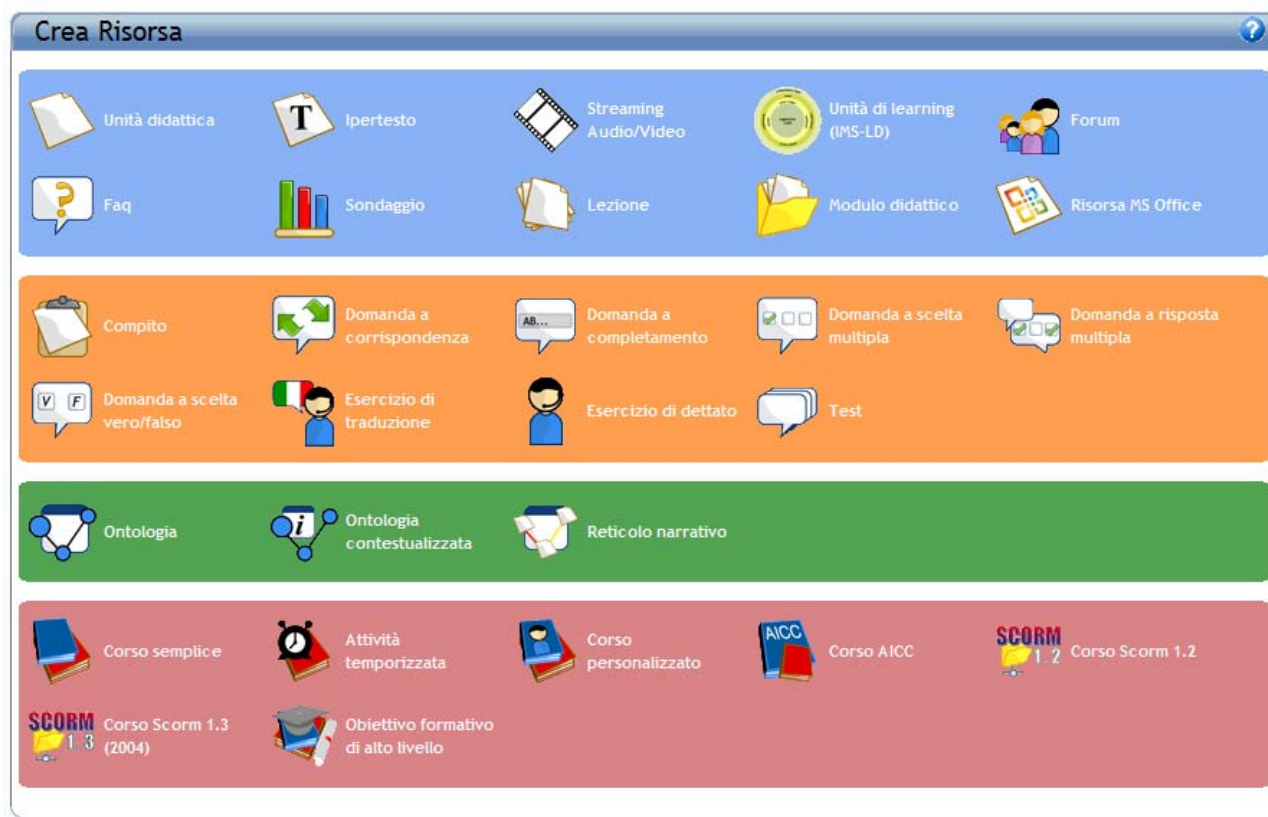 Crea Risorsa
?
Unità didattica
T
Ipertesto
Streaming
Audio/Video
Unità di learning
(IMS-LD)
Forum
?
Faq
Sondaggio
Lezione
Modulo didattico
Risorsa MS Office
Compito
Domanda a
corrispondenza
AB...
Domanda a
completamento
Domanda a scelta
multipla
Domanda a risposta
multipla
V F
Domanda a scelta
vero/falso
Esercizio di
traduzione
Esercizio di dettato
Test
Ontologia
i
Ontologia
contestualizzata
Reticolo narrativo
Corso semplice
Attività
temporizzata
Corso
personalizzato
AICC
Corso AICC
SCORM
1.2
Corso Scorm 1.2
SCORM
1.3
Corso Scorm 1.3
(2004)
Obiettivo formativo
di alto livello